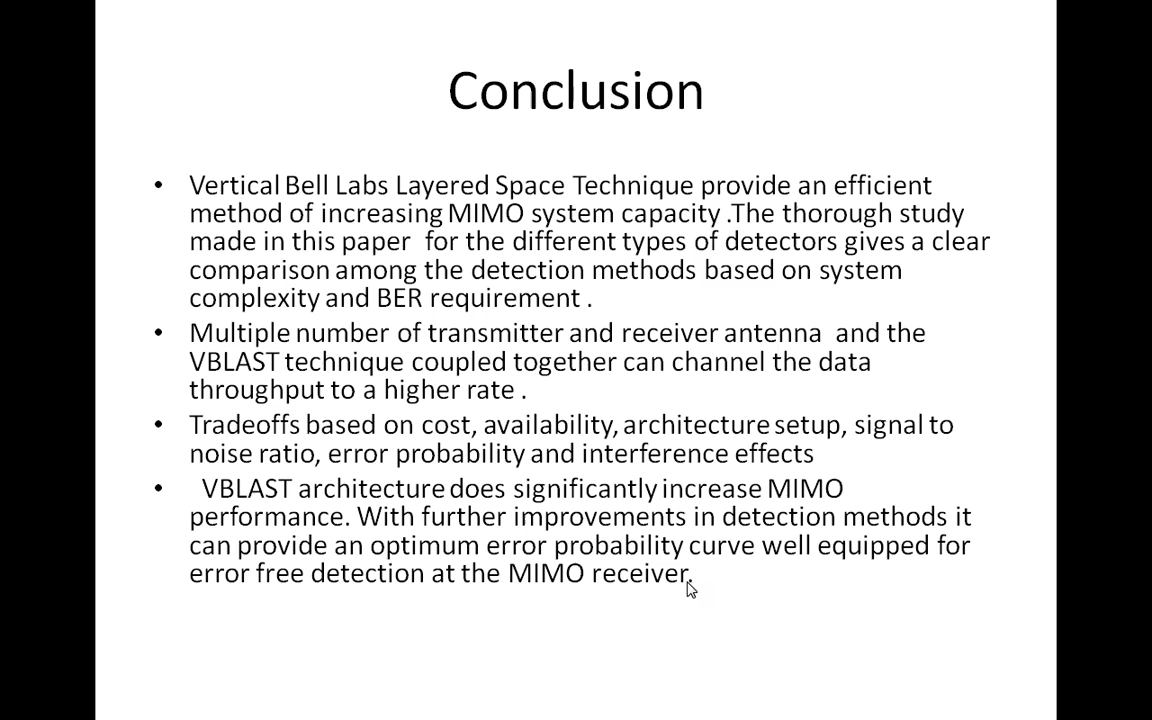 Conclusion
• Vertical Bell Labs Layered Space Technique provide an efficient
method of increasing MIMO system capacity .The thorough study
made in this paper  for the different types of detectors gives a clear
comparison among the detection methods based on system
complexity and BER requirement .
• Multiple number of transmitter and receiver antenna  and the
VBLAST technique coupled together can channel the data
throughput to a higher rate .
• Tradeoffs based on cost, availability, architecture setup, signal to
noise ratio, error probability and interference effects
•  VBLAST architecture does significantly increase MIMO
performance. With further improvements in detection methods it
can provide an optimum error probability curve well equipped for
error free detection at the MIMO receiver.